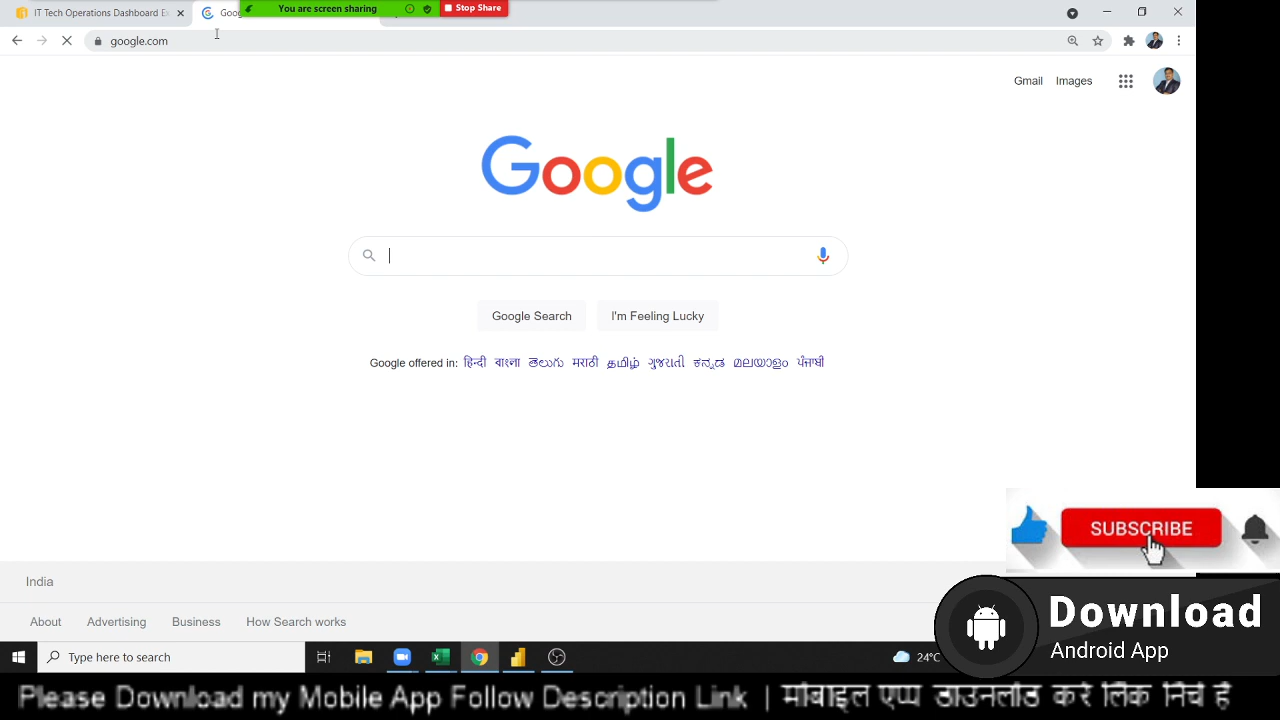 IT Tech Operations Dashboard Ex
Goog
You are screen sharing
Stop Share
google.com
Gmail Images
Google
Google Search
I'm Feeling Lucky
Google offered in: हिन्दी বাংলা తెలుగు मराठी தமிழ் ગુજરાતી ಕನ್ನಡ മലയാളം ਪੰਜਾਬੀ
SUBSCRIBE
India
Download
Android App
About Advertising Business How Search works
Type here to search
24°C
Please Download my Mobile App Follow Description Link | मोबाइल एप्प डाउनलोड करे लिंक निचे है